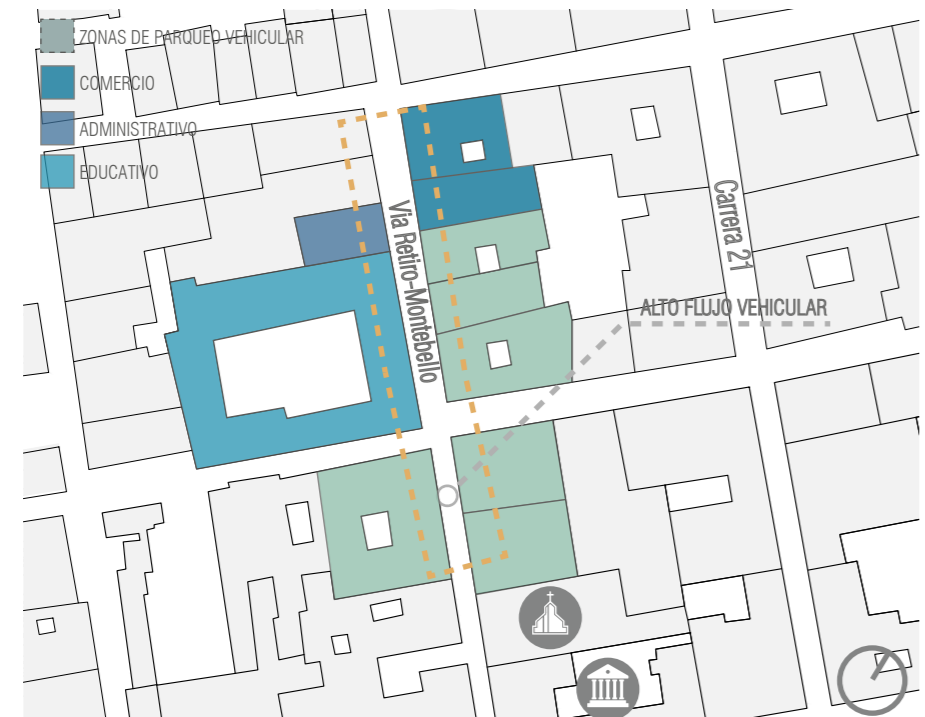 ZONAS DE PARQUEO VEHICULAR
COMERCIO
ADMINISTRATIVO
EDUCATIVO
Via Retiro-Montebello
Carrera 21
ALTO FLUJO VEHICULAR